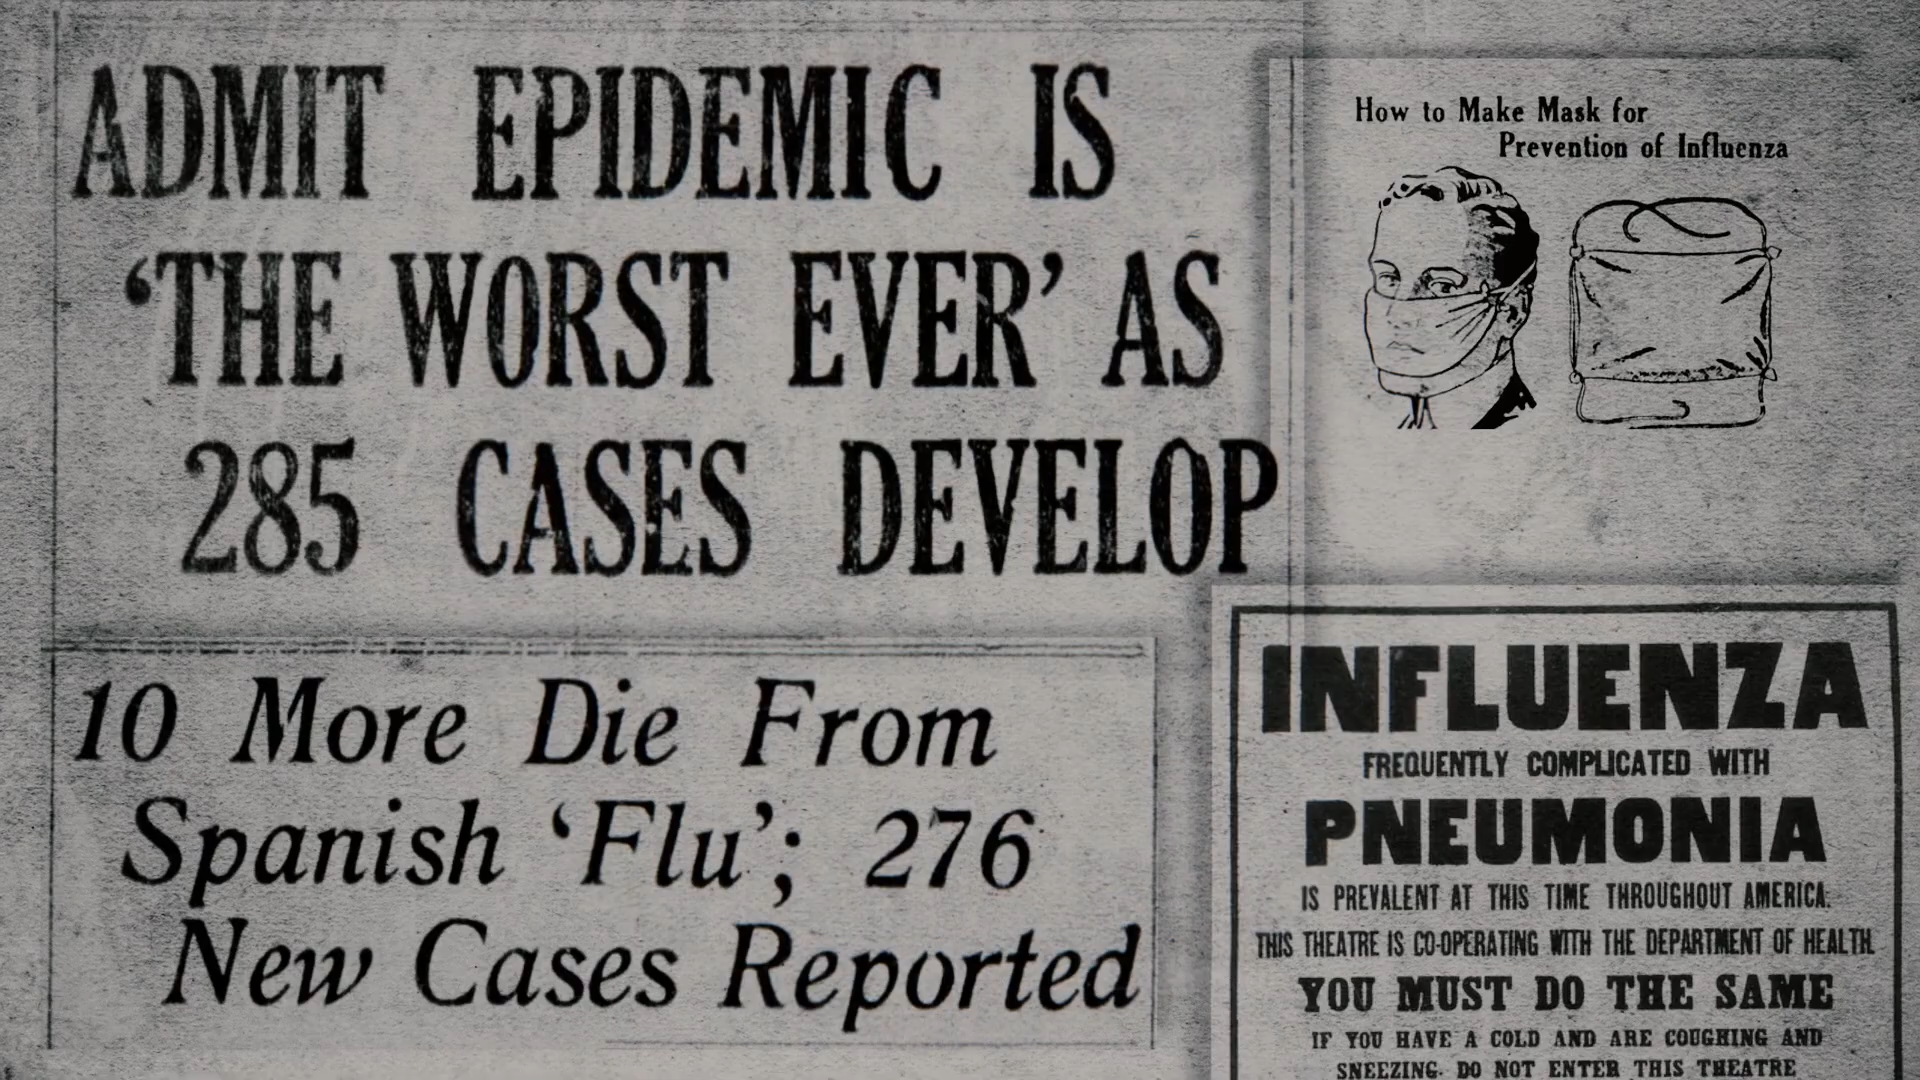 ADMIT EPIDEMIC IS
‘THE WORST EVER’ AS
285 CASES DEVELOP
10 More Die From
Spanish ‘Flu’; 276
New Cases Reported
How to Make Mask for
Prevention of Influenza
INFLUENZA
FREQUENTLY COMPLICATED WITH
PNEUMONIA
IS PREVALENT AT THIS TIME THROUGHOUT AMERICA.
THIS THEATRE IS CO-OPERATING WITH THE DEPARTMENT OF HEALTH.
YOU MUST DO THE SAME
IF YOU HAVE A COLD AND ARE COUGHING AND
SNEEZING. DO NOT ENTER THIS THEATRE